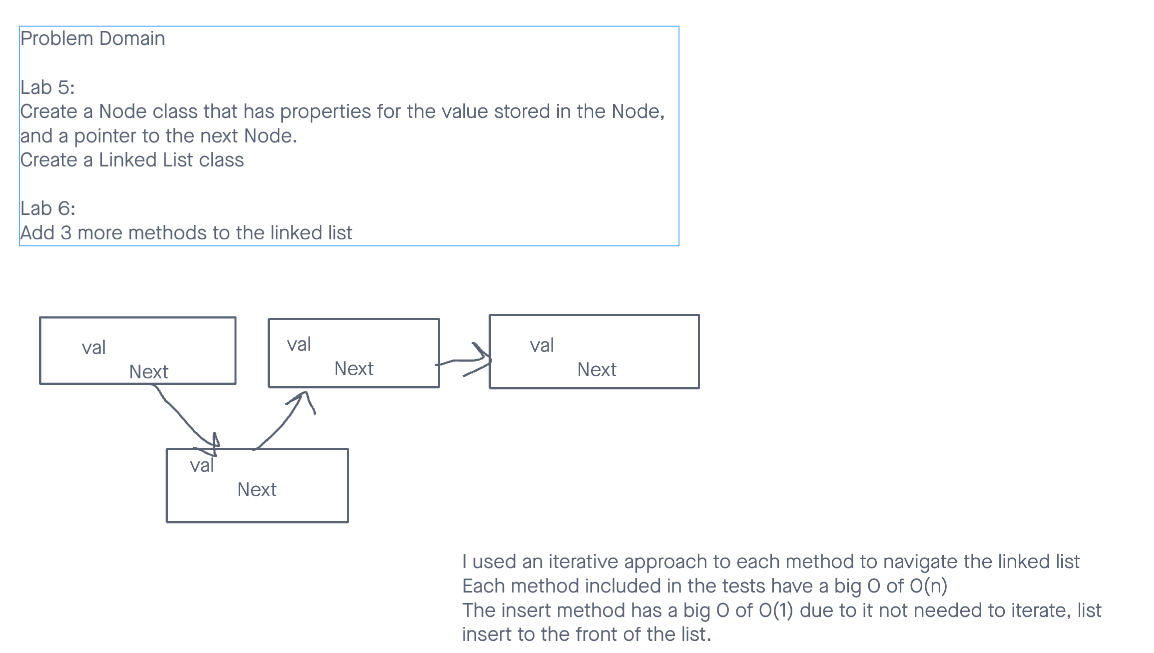 Problem Domain
Lab 5:
Create a Node class that has properties for the value stored in the Node,
and a pointer to the next Node.
Create a Linked List class
Lab 6:
Add 3 more methods to the linked list
val
Next
val
Next
val
Next
val
Next
I used an iterative approach to each method to navigate the linked list
Each method included in the tests have a big O of O(n)
The insert method has a big O of O(1) due to it not needed to iterate, list
insert to the front of the list.